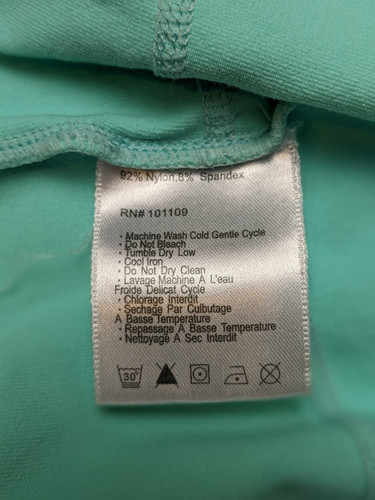 92% Nylon,8% Spandex
RN# 101109
· Machine Wash Cold Gentle Cycle
· Do Not Bleach
· Tumble Dry Low
· Cool Iron
· Do Not Dry Clean
· Lavage Machine A L'eau
Froide Delicat Cycle
· Chlorage Interdit
· Sechage Par Culbutage
A Basse Temperature
· Repassage A Basse Temperature
· Nettoyage A Sec Interdit
30°